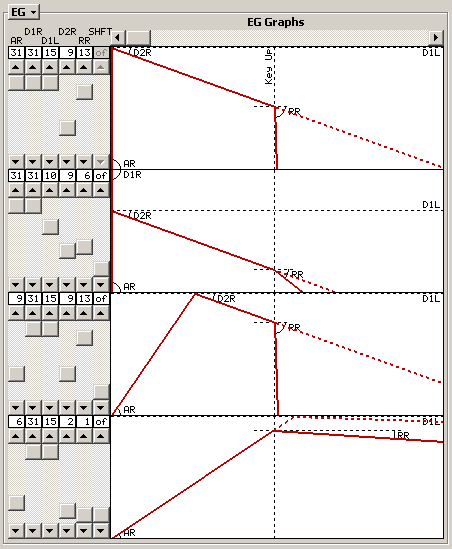 EG
EG Graphs
D1R D2R SHFT
AR D1L RR
31 31 15 9 13 of
D2R
Key Up
D1L
RR
AR
31 31 10 9 6 of
D1R
D1L
D2R
RR
AR
9 31 15 9 13 of
D2R
D1L
RR
AR
6 31 15 2 1 of
D1L
RR
AR